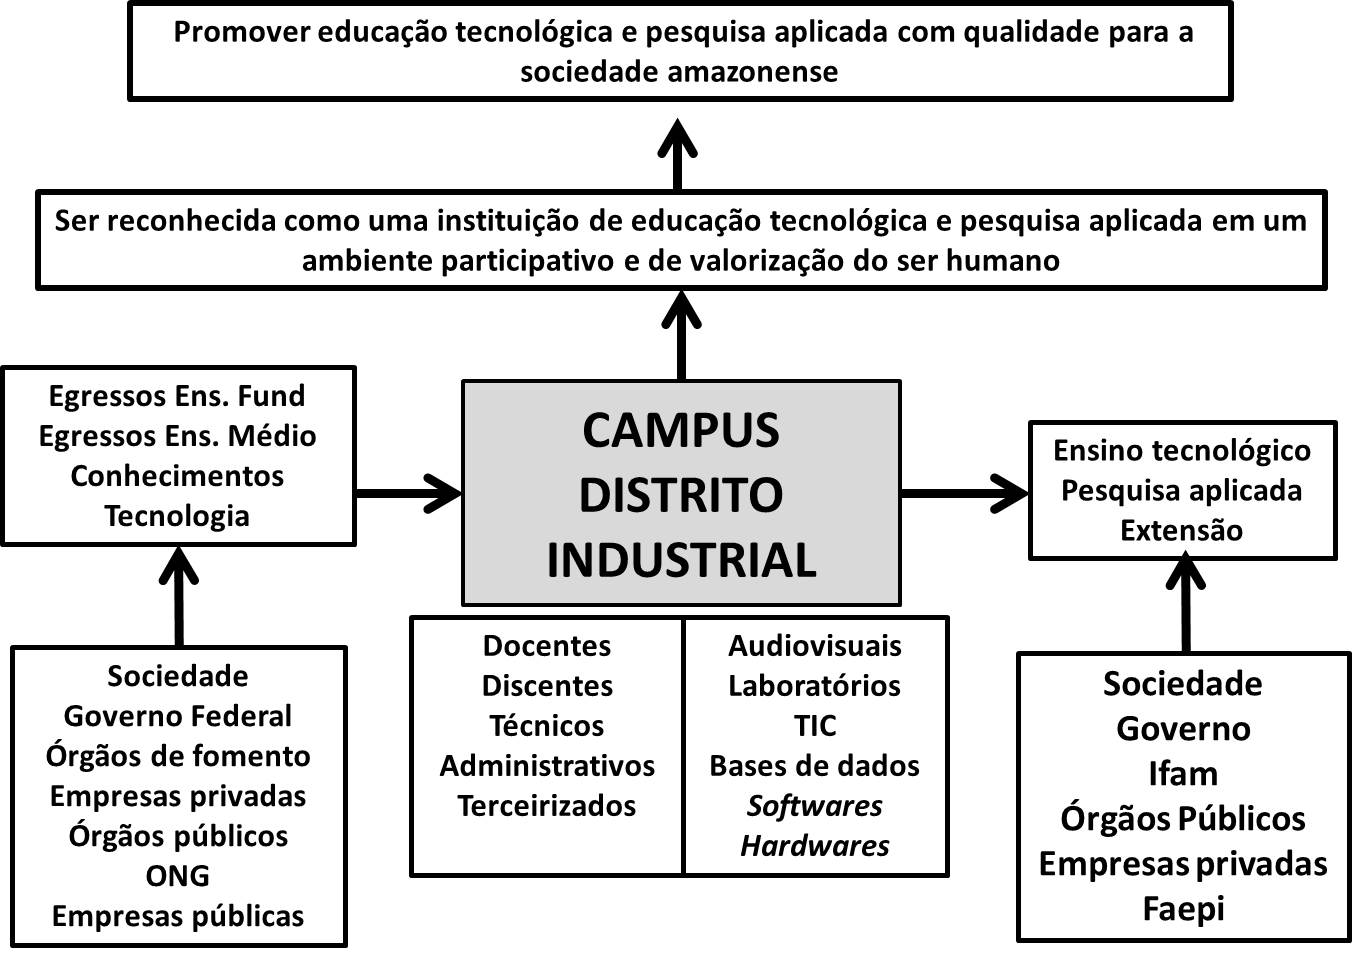 Promover educação tecnológica e pesquisa aplicada com qualidade para a
sociedade amazonense
Ser reconhecida como uma instituição de educação tecnológica e pesquisa aplicada em um
ambiente participativo e de valorização do ser humano
Egressos Ens. Fund
Egressos Ens. Médio
Conhecimentos
Tecnologia
CAMPUS
DISTRITO
INDUSTRIAL
Ensino tecnológico
Pesquisa aplicada
Extensão
Sociedade
Governo Federal
Órgãos de fomento
Empresas privadas
Órgãos públicos
ONG
Empresas públicas
Docentes
Discentes
Técnicos
Administrativos
Terceirizados
Audiovisuais
Laboratórios
TIC
Bases de dados
Softwares
Hardwares
Sociedade
Governo
Ifam
Órgãos Públicos
Empresas privadas
Faepi